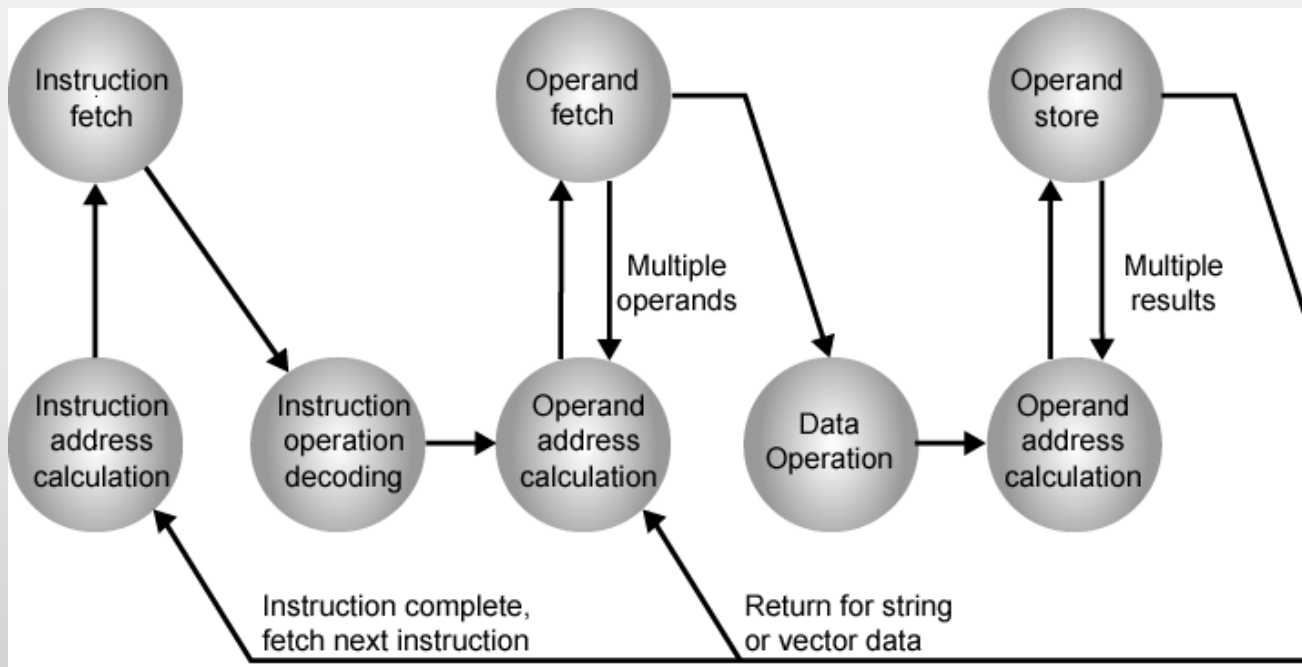 Instruction
fetch
Operand
fetch
Operand
store
Multiple
operands
Multiple
results
Instruction
address
calculation
Instruction
operation
decoding
Operand
address
calculation
Data
Operation
Operand
address
calculation
Instruction complete,
fetch next instruction
Return for string
or vector data